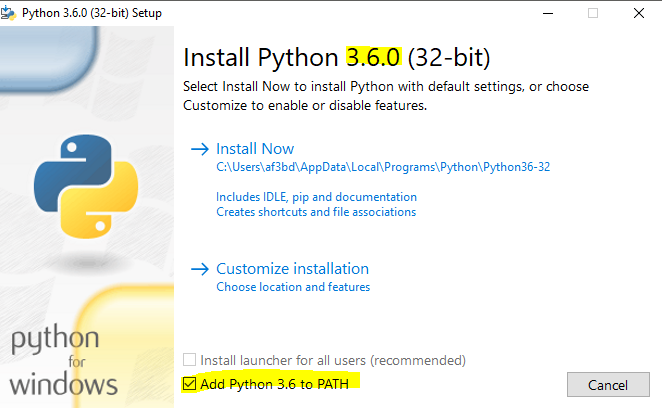 Python 3.6.0 (32-bit) Setup
Install Python 3.6.0 (32-bit)
Select Install Now to install Python with default settings, or choose
Customize to enable or disable features.
Install Now
C:\Users\af3bd\AppData\Local\Programs\Python\Python36-32
Includes IDLE, pip and documentation
Creates shortcuts and file associations
Customize installation
Choose location and features
python
for
windows
Install launcher for all users (recommended)
Add Python 3.6 to PATH
Cancel